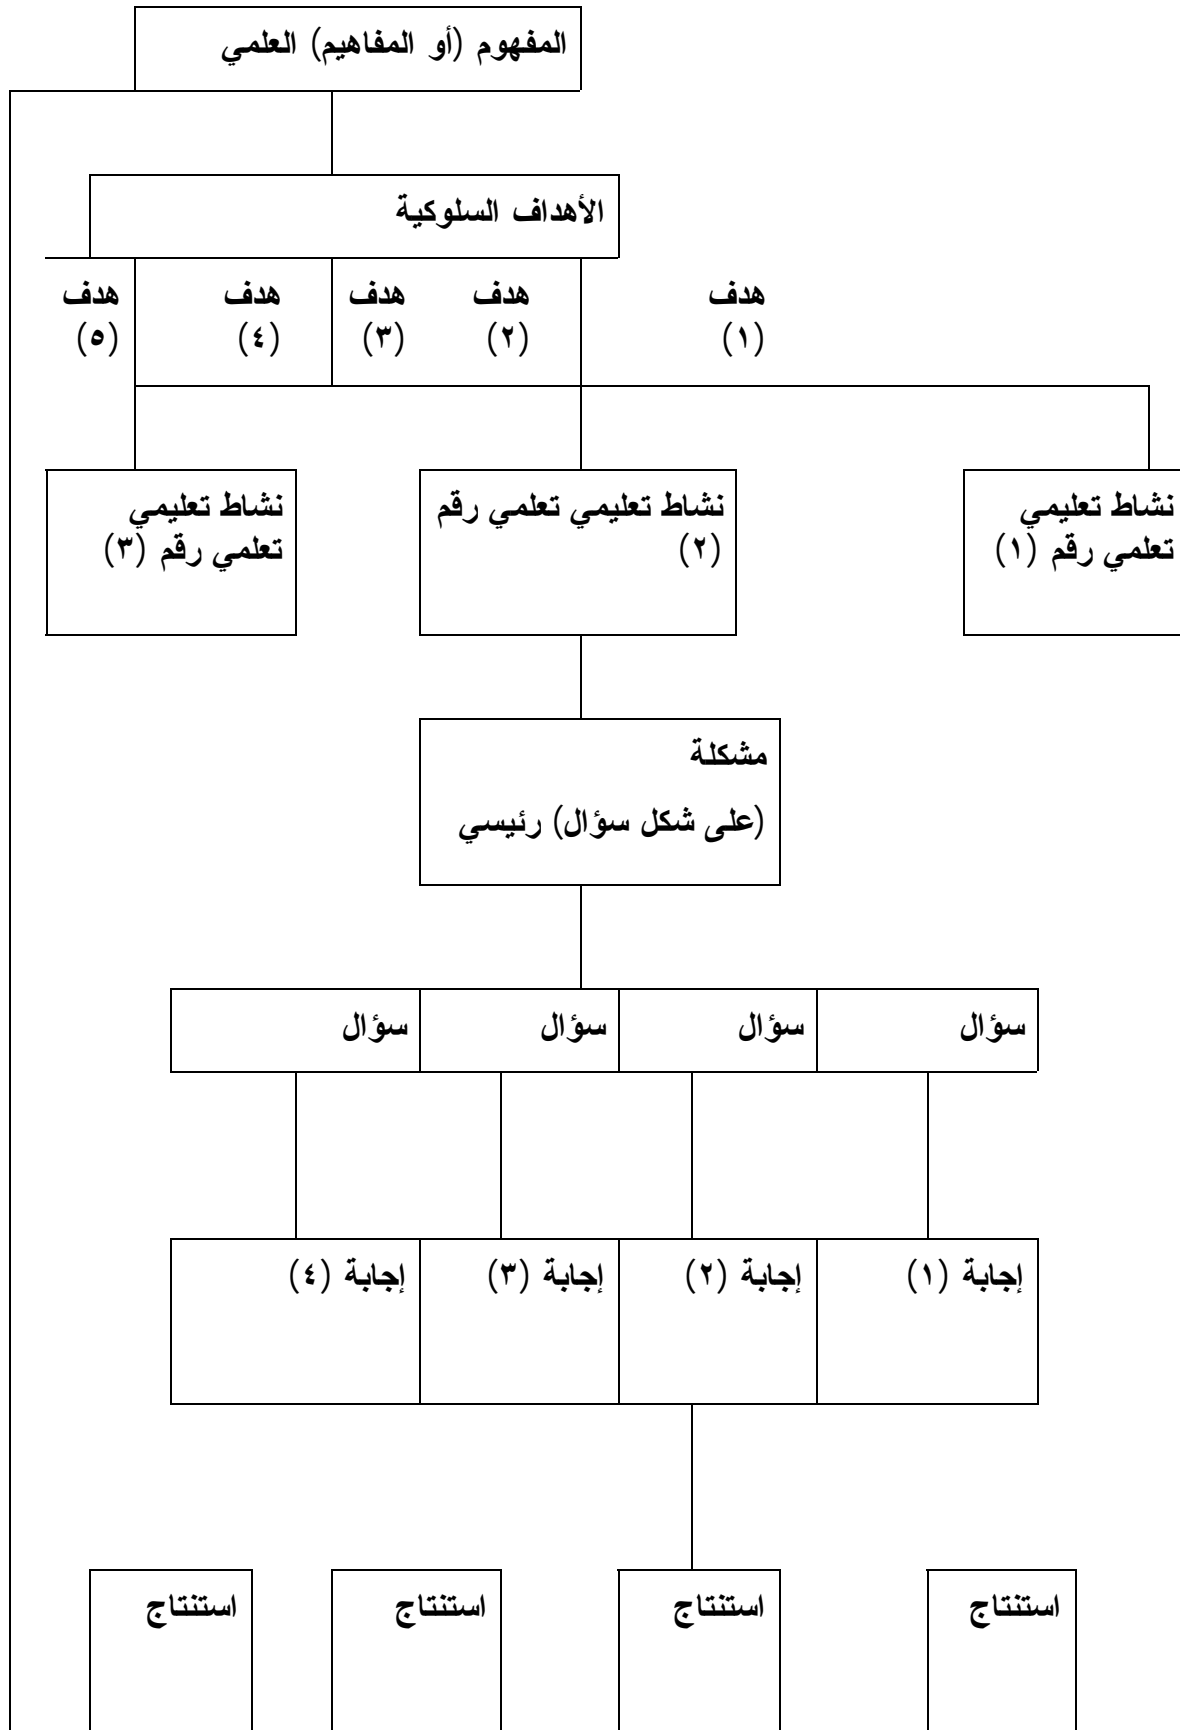 المفهوم (أو المفاهيم) العلمي
الأهداف السلوكية
هدف
(١)
هدف
(٢)
هدف
(٣)
هدف
(٤)
هدف
(٥)
نشاط تعليمي
تعلمي رقم (١)
نشاط تعليمي تعلمي رقم
(٢)
نشاط تعليمي
تعلمي رقم (٣)
مشكلة
(على شكل سؤال) رئيسي
سؤال
سؤال
سؤال
سؤال
إجابة (١)
إجابة (٢)
إجابة (٣)
إجابة (٤)
استنتاج
استنتاج
استنتاج
استنتاج